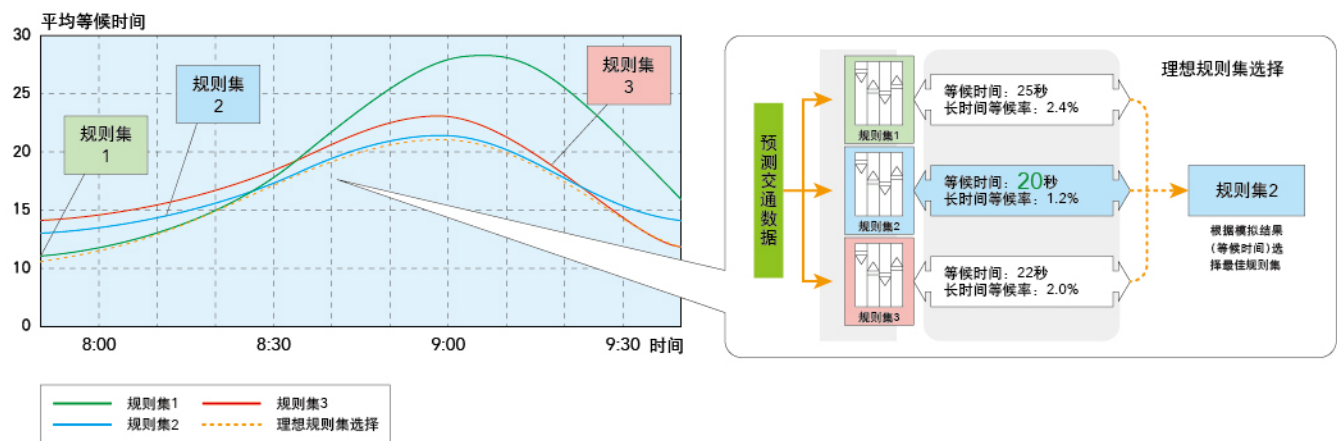 平均等候时间
30
25
20
15
10
0
规则集
1
规则集
2
规则集
3
8:00
8:30
9:00
9:30
时间
规则集1
规则集2
规则集3
理想规则集选择
预测交通数据
规则集1
规则集2
规则集3
等候时间：25秒
长时间等候率：2.4%
等候时间：20秒
长时间等候率：1.2%
等候时间：22秒
长时间等候率：2.0%
理想规则集选择
规则集2
根据模拟结果
（等候时间）选
择最佳规则集